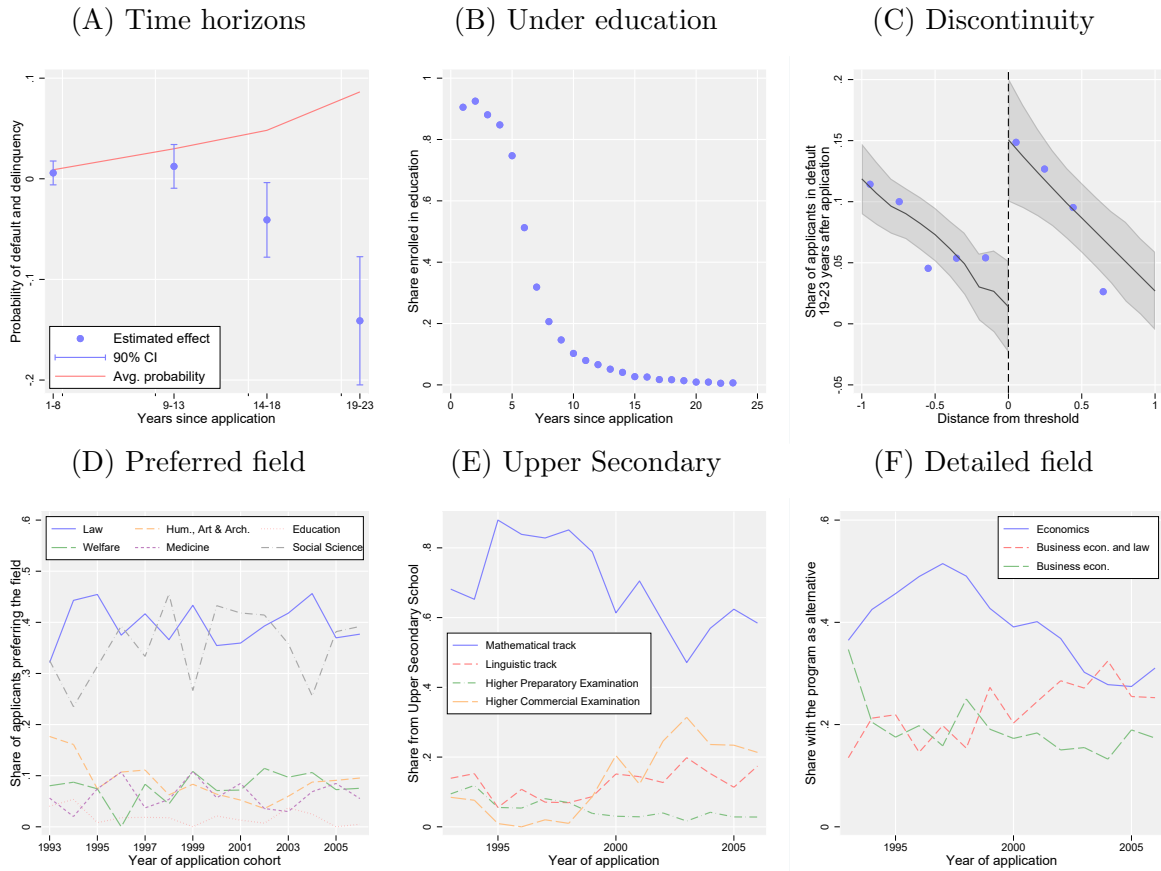 (A) Time horizons
Probability of default and delinquency
.1
0
-.1
-.2
Estimated effect
90% CI
Avg. probability
1-8
9-13
14-18
19-23
Years since application
(B) Under education
Share enrolled in education
1
.8
.6
.4
.2
0
0
5
10
15
20
25
Years since application
(C) Discontinuity
Share of applicants in default
19-23 years after application
.2
.15
.1
.05
0
-.05
-1
-0.5
0
0.5
1
Distance from threshold
(D) Preferred field
Share of applicants preferring the field
.6
.5
.4
.3
.2
.1
0
Law
Hum., Art & Arch.
Education
Welfare
Medicine
Social Science
1993
1995
1997
1999
2001
2003
2005
Year of application cohort
(E) Upper Secondary
Share from Upper Secondary School
.8
.6
.4
.2
0
Mathematical track
Linguistic track
Higher Preparatory Examination
Higher Commercial Examination
1995
2000
2005
Year of application
(F) Detailed field
Share with the program as alternative
.6
.4
.2
0
Economics
Business econ. and law
Business econ.
1995
2000
2005
Year of application